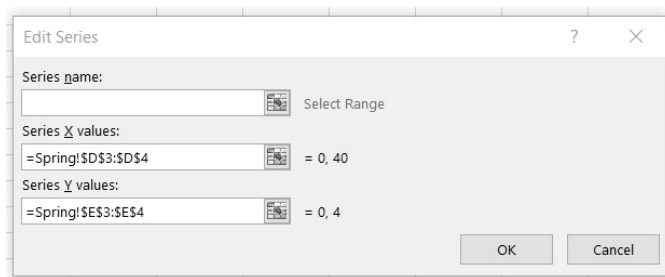 Edit Series ? ×
Series name:
Select Range
Series X values:
=Spring!$D$3:$D$4 = 0, 40
Series Y values:
=Spring!$E$3:$E$4 = 0, 4
OK Cancel